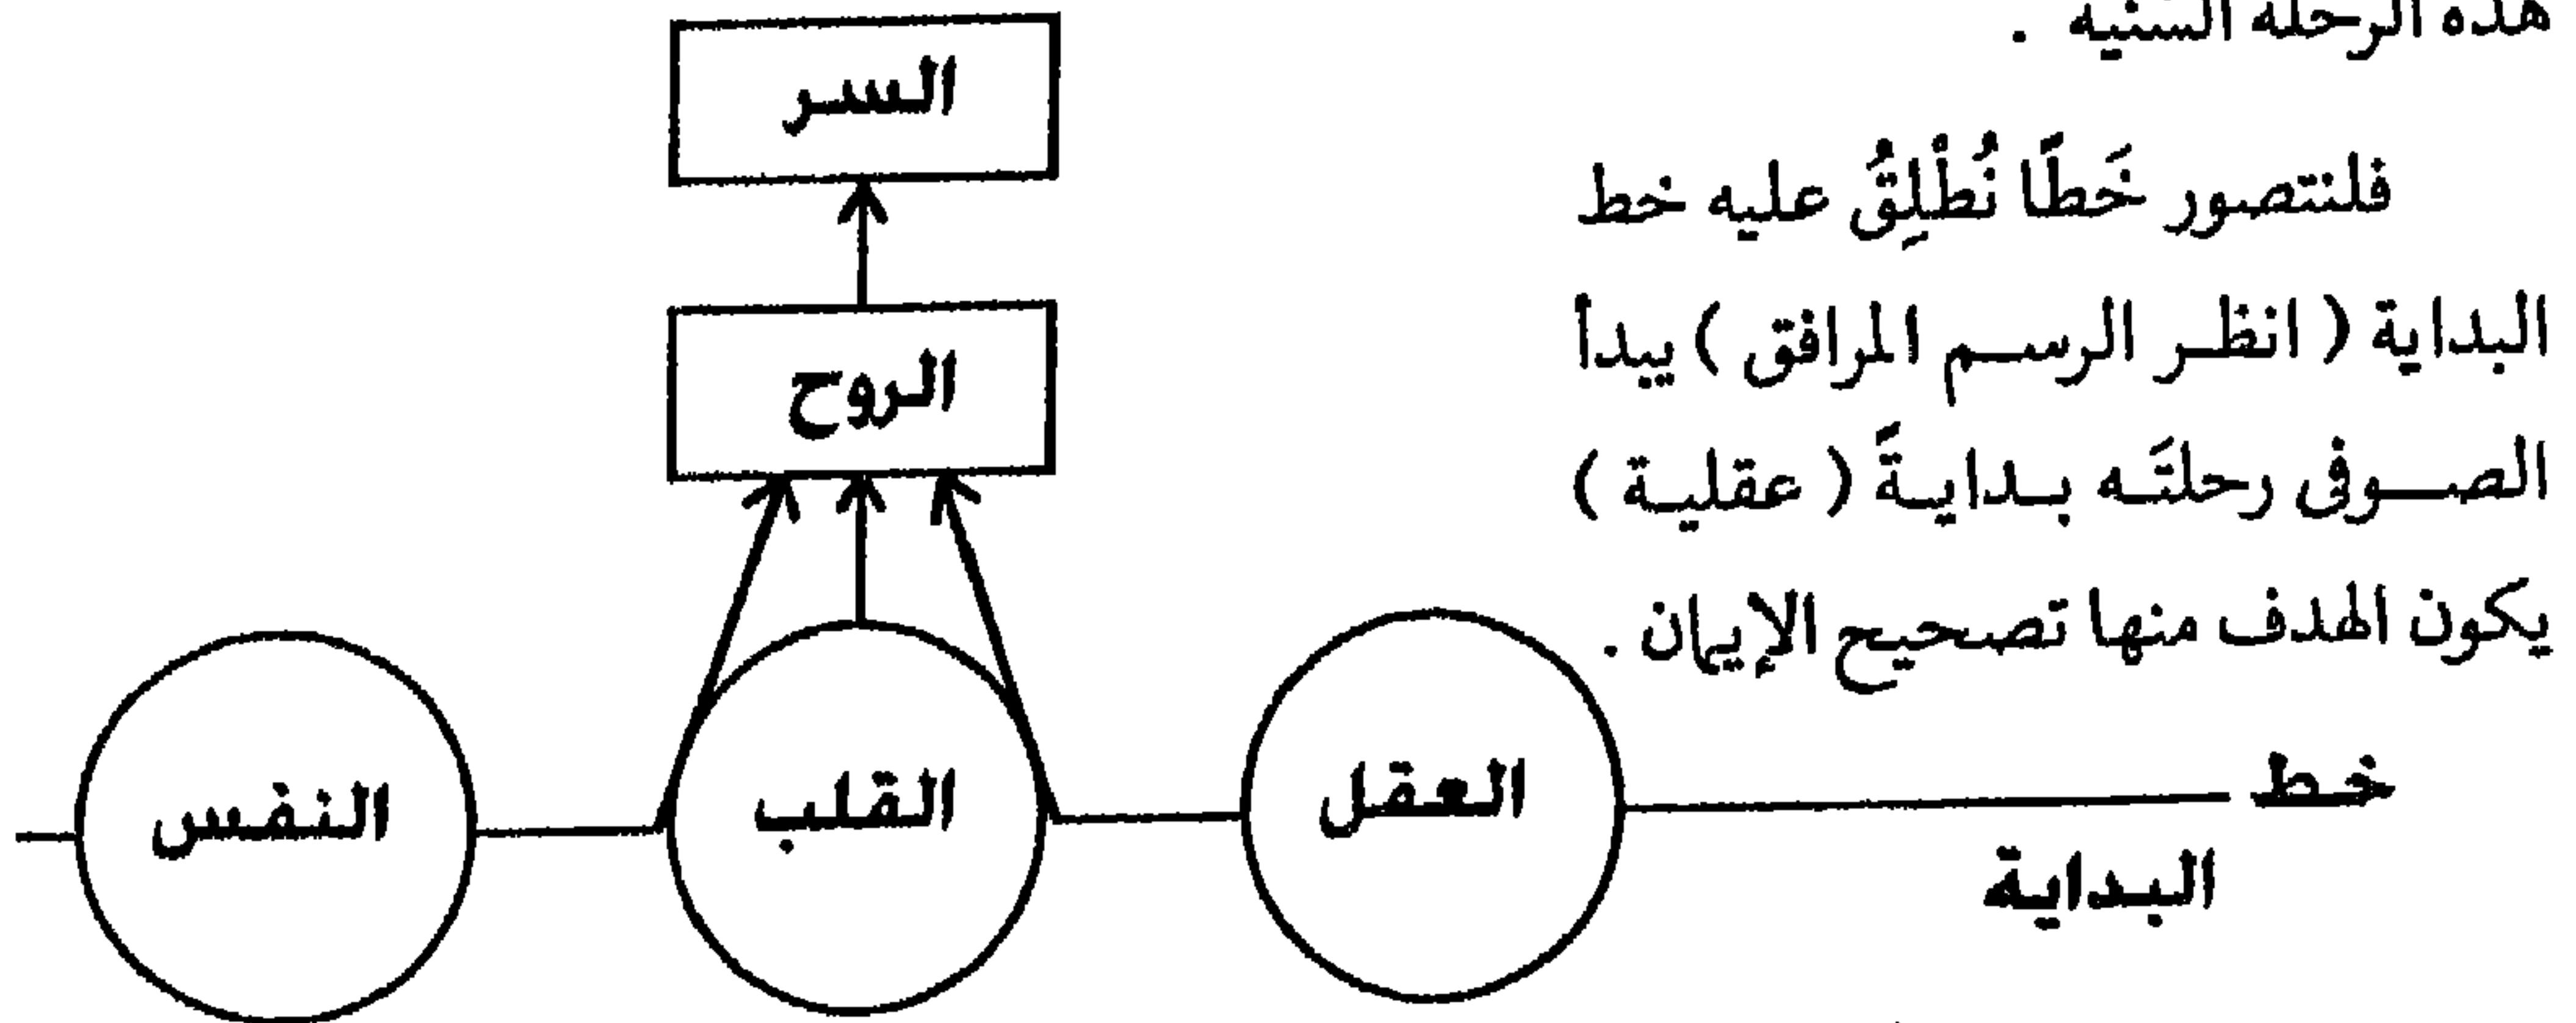 هذه الرحلة السنية .
فلنتصور خَطًّا نُطْلِقُ عليه خط
البداية ( انظر الرسم المرافق ) يبدأ
الصوفى رحلتَه بدايةً ( عقلية )
يكون الهدف منها تصحيح الإيمان .
السر
الروح
خط
البداية
العقل
القلب
النفس